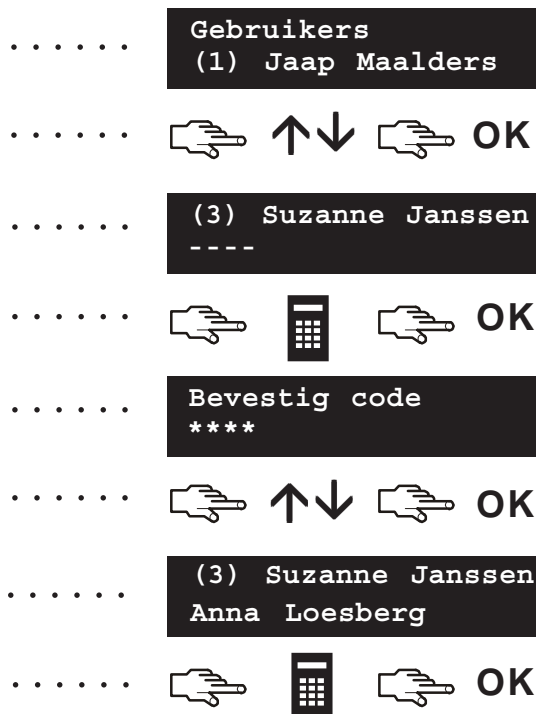 Gebruikers
(1) Jaap Maalders
OK
(3) Suzanne Janssen
----
OK
Bevestig code
****
OK
(3) Suzanne Janssen
Anna Loesberg
OK